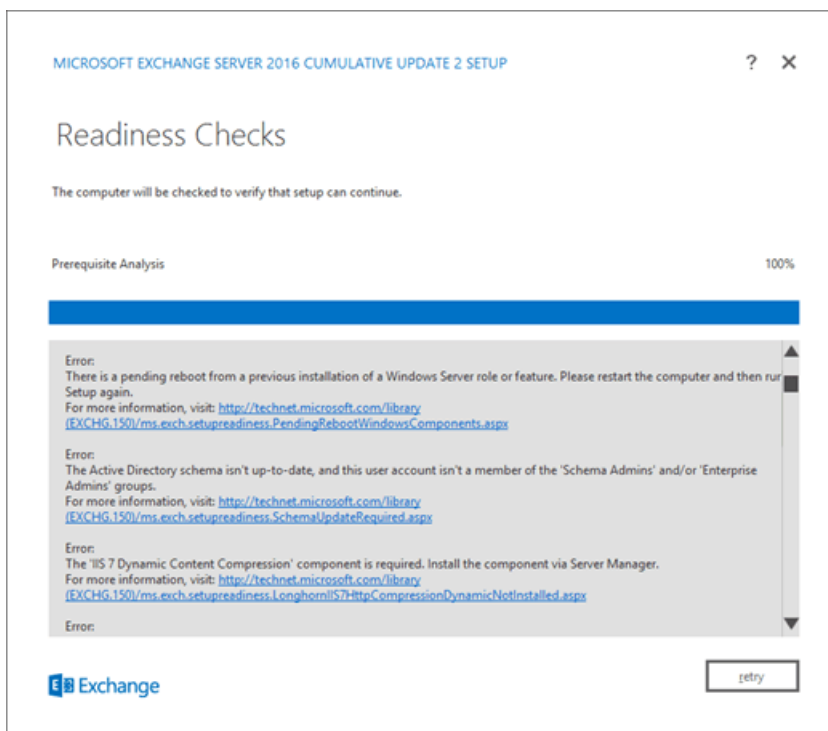 MICROSOFT EXCHANGE SERVER 2016 CUMULATIVE UPDATE 2 SETUP
?
Readiness Checks
The computer will be checked to verify that setup can continue.
Prerequisite Analysis 100%
Error:
There is a pending reboot from a previous installation of a Windows Server role or feature. Please restart the computer and then run
Setup again.
For more information, visit: http://technet.microsoft.com/library
(EXCHG.150)/ms.exch.setupreadiness.PendingRebootWindowsComponents.aspx
Error:
The Active Directory schema isn't up-to-date, and this user account isn't a member of the 'Schema Admins' and/or 'Enterprise
Admins' groups.
For more information, visit: http://technet.microsoft.com/library
(EXCHG.150)/ms.exch.setupreadiness.SchemaUpdateRequired.aspx
Error:
The 'IIS 7 Dynamic Content Compression' component is required. Install the component via Server Manager.
For more information, visit: http://technet.microsoft.com/library
(EXCHG.150)/ms.exch.setupreadiness.LonghornIIS7HttpCompressionDynamicNotInstalled.aspx
Error:
Exchange
retry